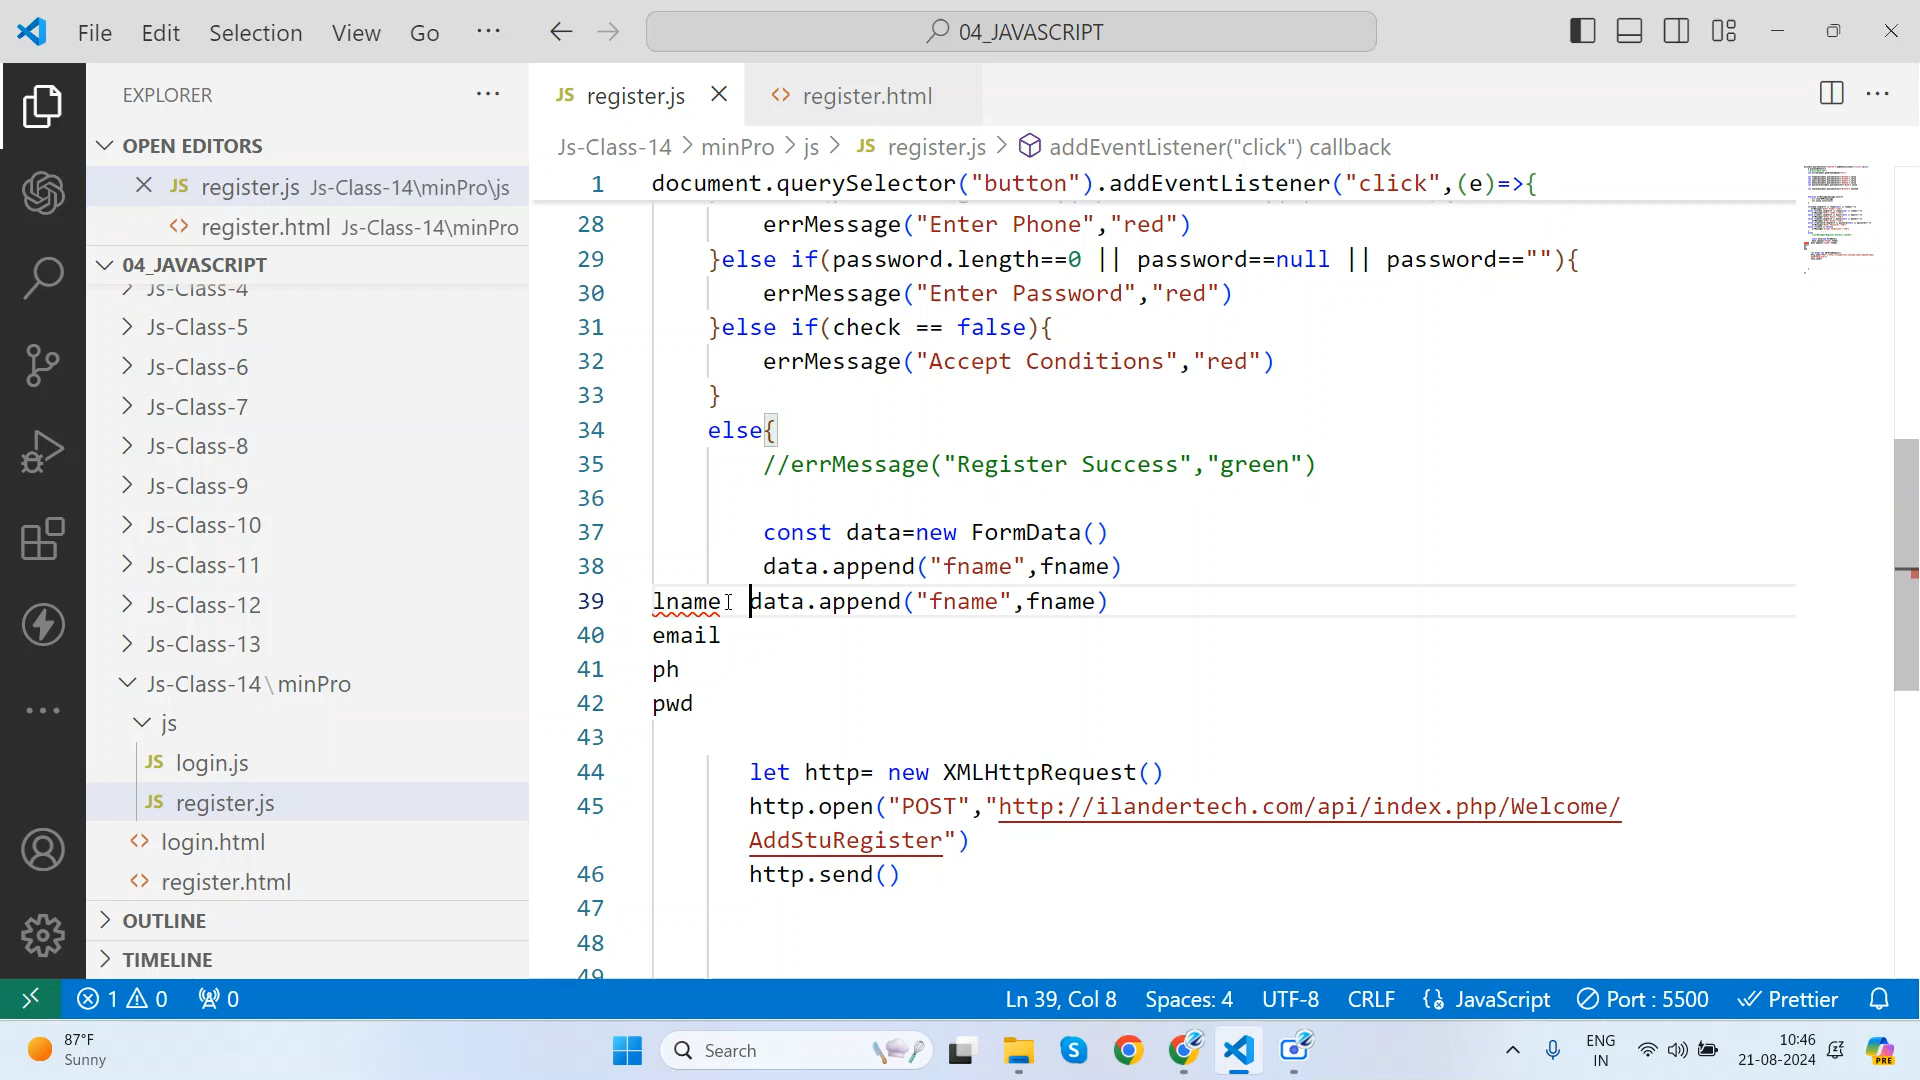 File Edit Selection View Go ...
04_JAVASCRIPT
EXPLORER
OPEN EDITORS
JS register.js Js-Class-14\minPro\js
<> register.html Js-Class-14\minPro
04_JAVASCRIPT
Js-Class-4
Js-Class-5
Js-Class-6
Js-Class-7
Js-Class-8
Js-Class-9
Js-Class-10
Js-Class-11
Js-Class-12
Js-Class-13
Js-Class-14\minPro
js
JS login.js
JS register.js
<> login.html
<> register.html
OUTLINE
TIMELINE
JS register.js
<> register.html
Js-Class-14 > minPro > js > JS register.js > addEventListener("click") callback
1 document.querySelector("button").addEventListener("click",(e)=>{
28 errMessage("Enter Phone","red")
29 }else if(password.length==0 || password==null || password==""){
30 errMessage("Enter Password","red")
31 }else if(check == false){
32 errMessage("Accept Conditions","red")
33 }
34 else{
35 //errMessage("Register Success","green")
36
37 const data=new FormData()
38 data.append("fname",fname)
39 lname data.append("fname",fname)
40 email
41 ph
42 pwd
43
44 let http= new XMLHttpRequest()
45 http.open("POST","http://ilandertech.com/api/index.php/Welcome/
AddStuRegister")
46 http.send()
47
48
49
1 0 0
Ln 39, Col 8 Spaces: 4 UTF-8 CRLF JavaScript Port : 5500 Prettier
87°F
Sunny
Search
ENG
IN
10:46
21-08-2024
PRE